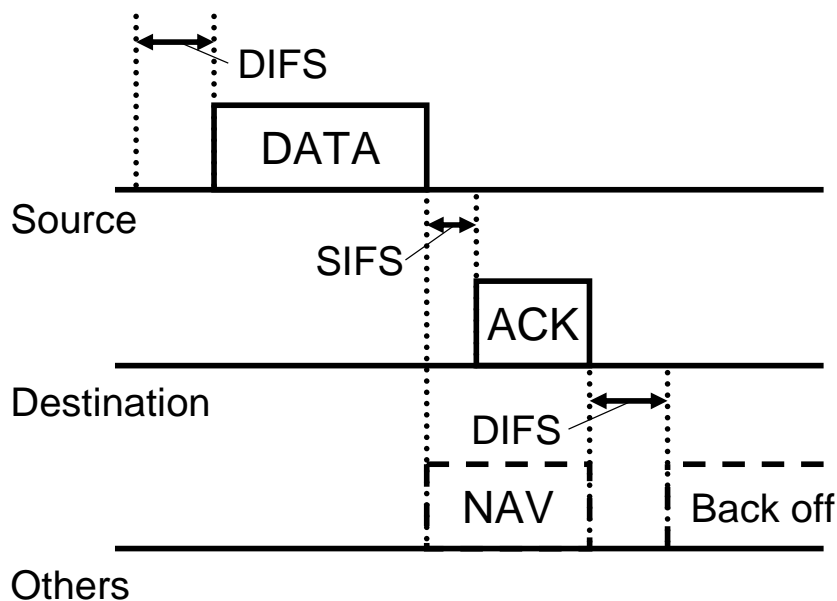 DIFS
DATA
Source
SIFS
ACK
Destination
DIFS
NAV
Back off
Others